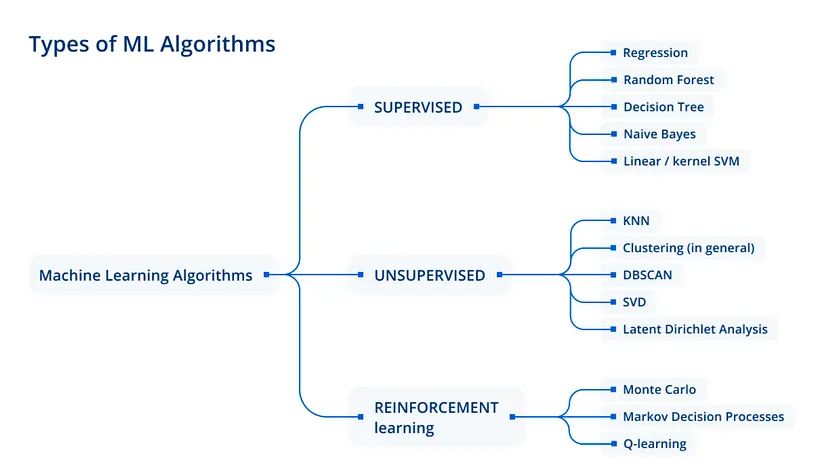 Types of ML Algorithms
Machine Learning Algorithms
SUPERVISED
Regression
Random Forest
Decision Tree
Naive Bayes
Linear / kernel SVM
UNSUPERVISED
KNN
Clustering (in general)
DBSCAN
SVD
Latent Dirichlet Analysis
REINFORCEMENT
learning
Monte Carlo
Markov Decision Processes
Q-learning